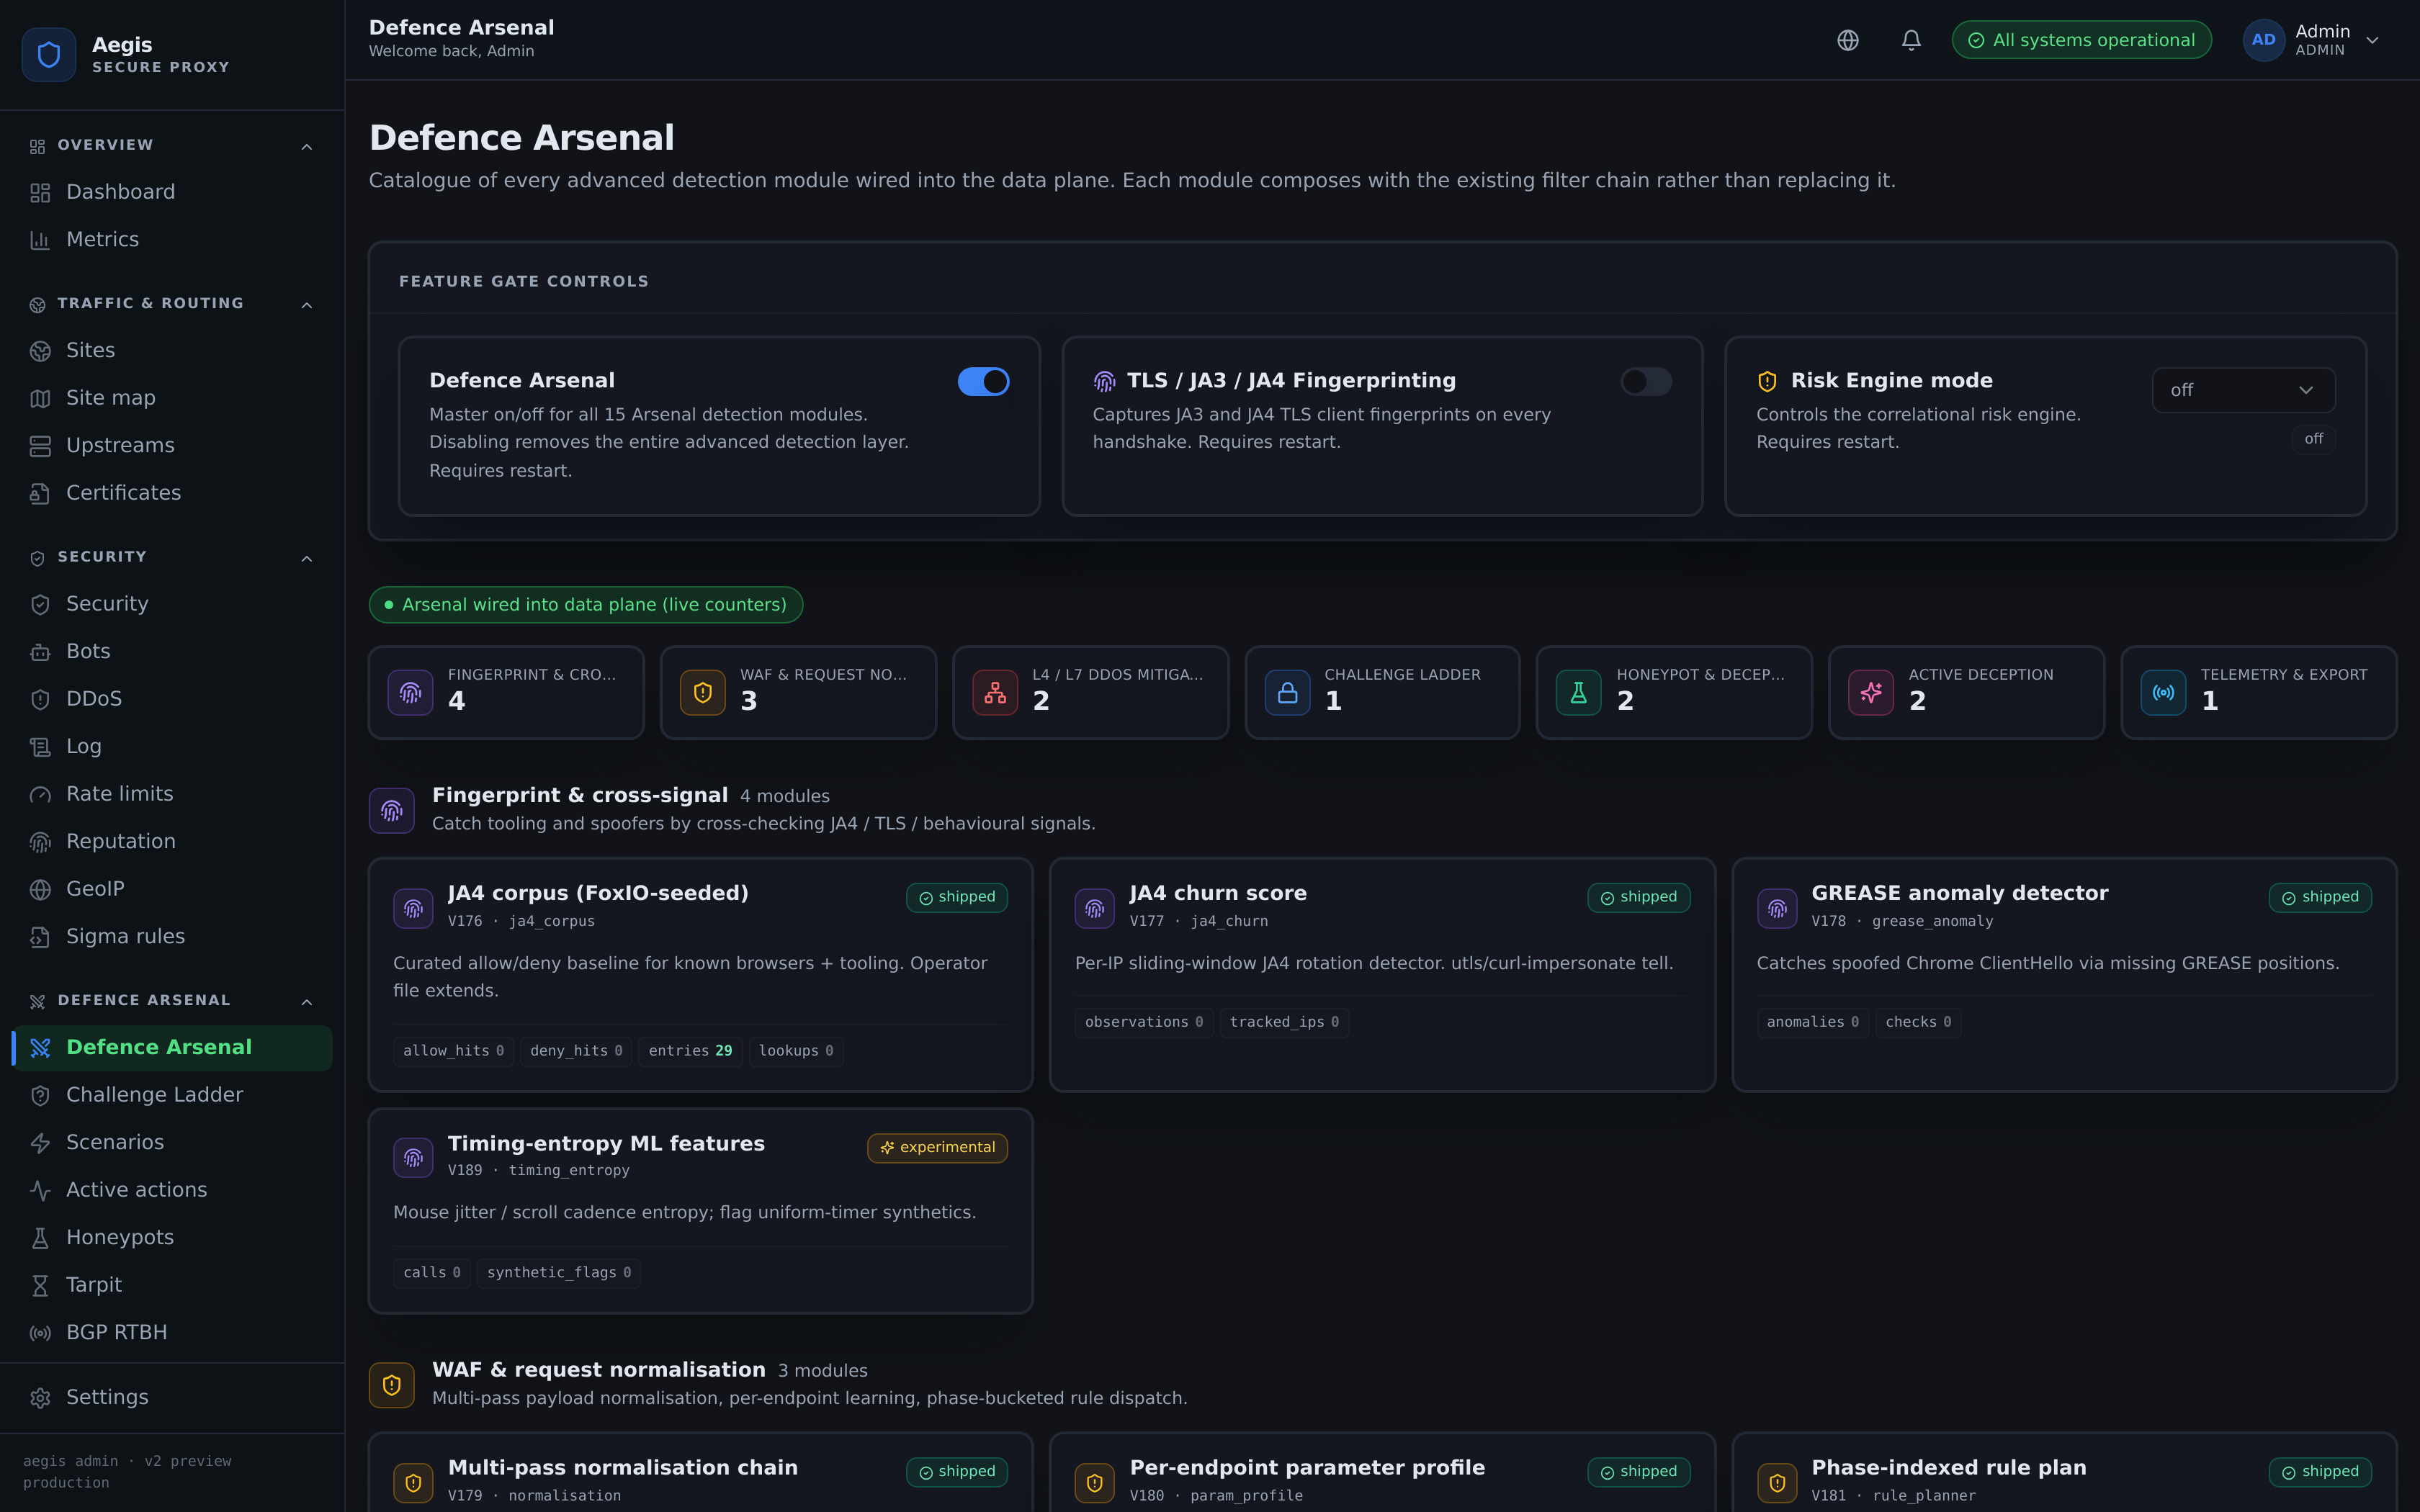 Aegis
SECURE PROXY
OVERVIEW
Dashboard
Metrics
TRAFFIC & ROUTING
Sites
Site map
Upstreams
Certificates
SECURITY
Security
Bots
DDoS
Log
Rate limits
Reputation
GeoIP
Sigma rules
DEFENCE ARSENAL
Defence Arsenal
Challenge Ladder
Scenarios
Active actions
Honeypots
Tarpit
BGP RTBH
Settings
aegis admin · v2 preview
production
Defence Arsenal
Welcome back, Admin
All systems operational
AD
Admin
ADMIN
Defence Arsenal
Catalogue of every advanced detection module wired into the data plane. Each module composes with the existing filter chain rather than replacing it.
FEATURE GATE CONTROLS
Defence Arsenal
Master on/off for all 15 Arsenal detection modules.
Disabling removes the entire advanced detection layer.
Requires restart.
TLS / JA3 / JA4 Fingerprinting
Captures JA3 and JA4 TLS client fingerprints on every
handshake. Requires restart.
Risk Engine mode
Controls the correlational risk engine.
Requires restart.
off
off
Arsenal wired into data plane (live counters)
FINGERPRINT & CRO...
4
WAF & REQUEST NO...
3
L4 / L7 DDOS MITIGA...
2
CHALLENGE LADDER
1
HONEYPOT & DECEP...
2
ACTIVE DECEPTION
2
TELEMETRY & EXPORT
1
Fingerprint & cross-signal 4 modules
Catch tooling and spoofers by cross-checking JA4 / TLS / behavioural signals.
JA4 corpus (FoxIO-seeded)
shipped
V176 · ja4_corpus
Curated allow/deny baseline for known browsers + tooling. Operator
file extends.
allow_hits 0 deny_hits 0 entries 29 lookups 0
JA4 churn score
shipped
V177 · ja4_churn
Per-IP sliding-window JA4 rotation detector. utls/curl-impersonate tell.
observations 0 tracked_ips 0
GREASE anomaly detector
shipped
V178 · grease_anomaly
Catches spoofed Chrome ClientHello via missing GREASE positions.
anomalies 0 checks 0
Timing-entropy ML features
experimental
V189 · timing_entropy
Mouse jitter / scroll cadence entropy; flag uniform-timer synthetics.
calls 0 synthetic_flags 0
WAF & request normalisation 3 modules
Multi-pass payload normalisation, per-endpoint learning, phase-bucketed rule dispatch.
Multi-pass normalisation chain
shipped
V179 · normalisation
Per-endpoint parameter profile
shipped
V180 · param_profile
Phase-indexed rule plan
shipped
V181 · rule_planner